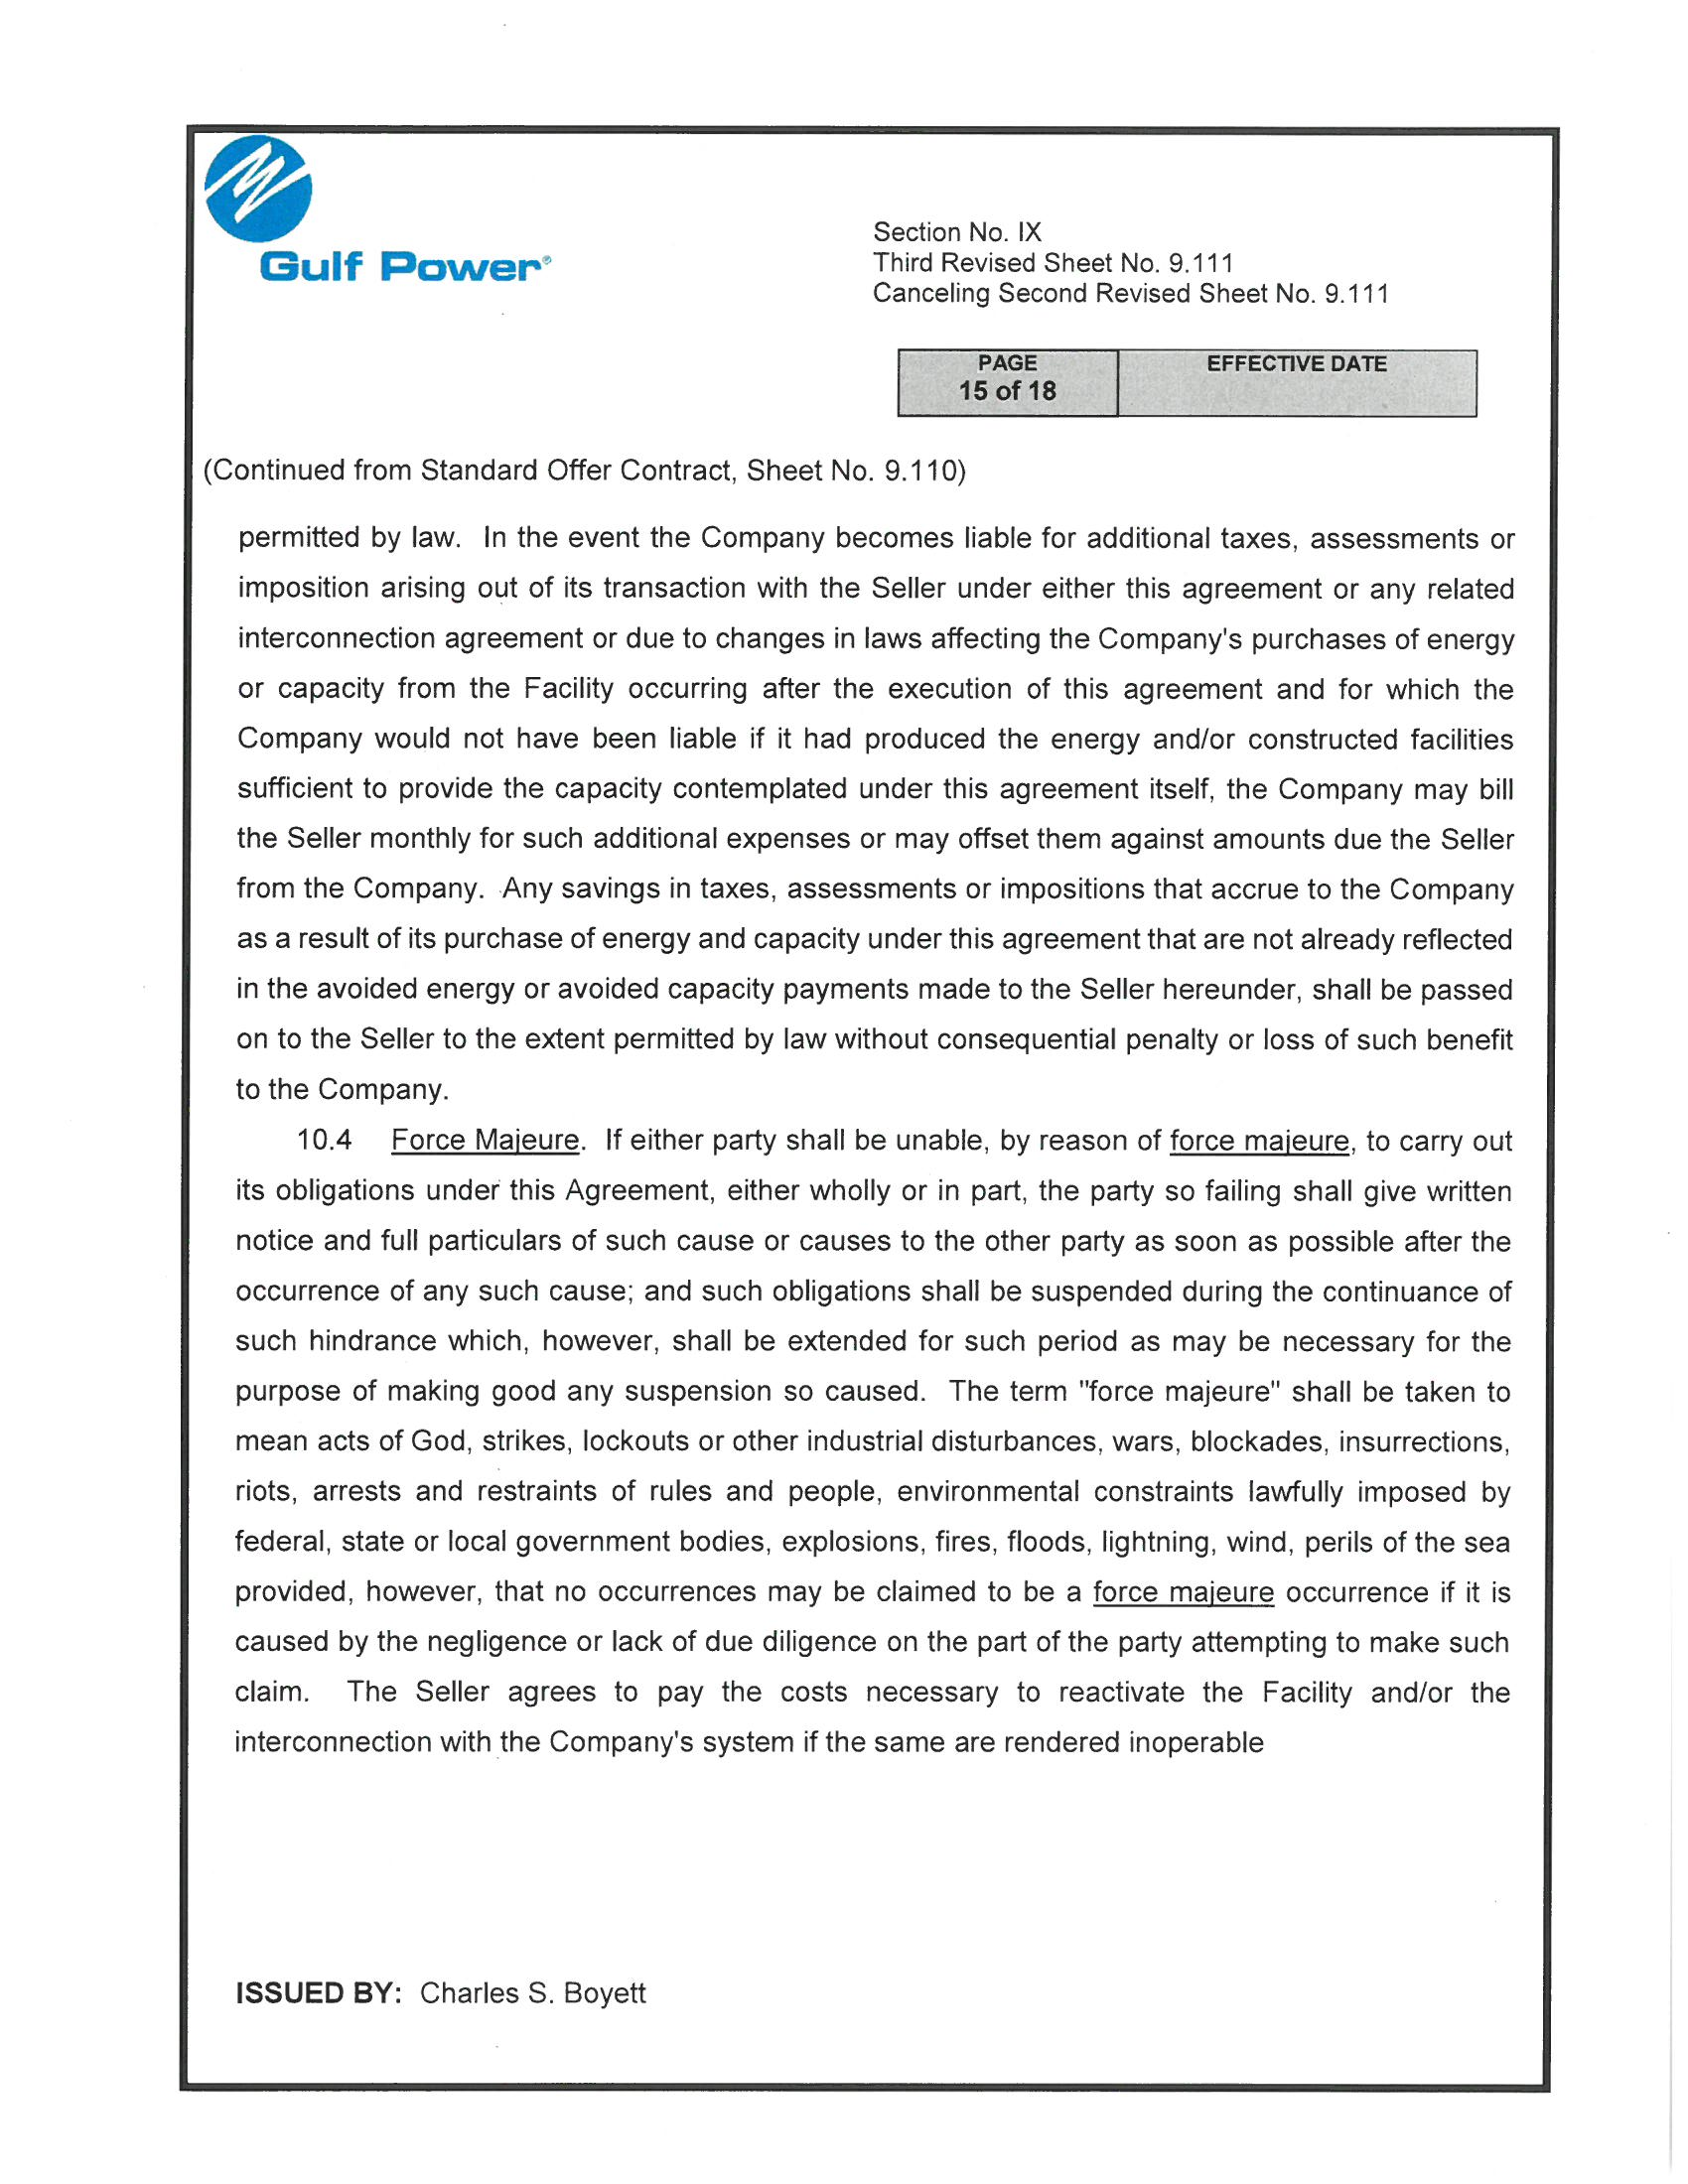 Gulf Power®
Section No. IX
Third Revised Sheet No. 9.111
Canceling Second Revised Sheet No. 9.111
PAGE
15 of 18
EFFECTIVE DATE
(Continued from Standard Offer Contract, Sheet No. 9.110)
permitted by law. In the event the Company becomes liable for additional taxes, assessments or
imposition arising out of its transaction with the Seller under either this agreement or any related
interconnection agreement or due to changes in laws affecting the Company's purchases of energy
or capacity from the Facility occurring after the execution of this agreement and for which the
Company would not have been liable if it had produced the energy and/or constructed facilities
sufficient to provide the capacity contemplated under this agreement itself, the Company may bill
the Seller monthly for such additional expenses or may offset them against amounts due the Seller
from the Company. Any savings in taxes, assessments or impositions that accrue to the Company
as a result of its purchase of energy and capacity under this agreement that are not already reflected
in the avoided energy or avoided capacity payments made to the Seller hereunder, shall be passed
on to the Seller to the extent permitted by law without consequential penalty or loss of such benefit
to the Company.
10.4 Force Majeure. If either party shall be unable, by reason of force majeure, to carry out
its obligations under this Agreement, either wholly or in part, the party so failing shall give written
notice and full particulars of such cause or causes to the other party as soon as possible after the
occurrence of any such cause; and such obligations shall be suspended during the continuance of
such hindrance which, however, shall be extended for such period as may be necessary for the
purpose of making good any suspension so caused. The term "force majeure" shall be taken to
mean acts of God, strikes, lockouts or other industrial disturbances, wars, blockades, insurrections,
riots, arrests and restraints of rules and people, environmental constraints lawfully imposed by
federal, state or local government bodies, explosions, fires, floods, lightning, wind, perils of the sea
provided, however, that no occurrences may be claimed to be a force majeure occurrence if it is
caused by the negligence or lack of due diligence on the part of the party attempting to make such
claim. The Seller agrees to pay the costs necessary to reactivate the Facility and/or the
interconnection with the Company's system if the same are rendered inoperable
ISSUED BY: Charles S. Boyett